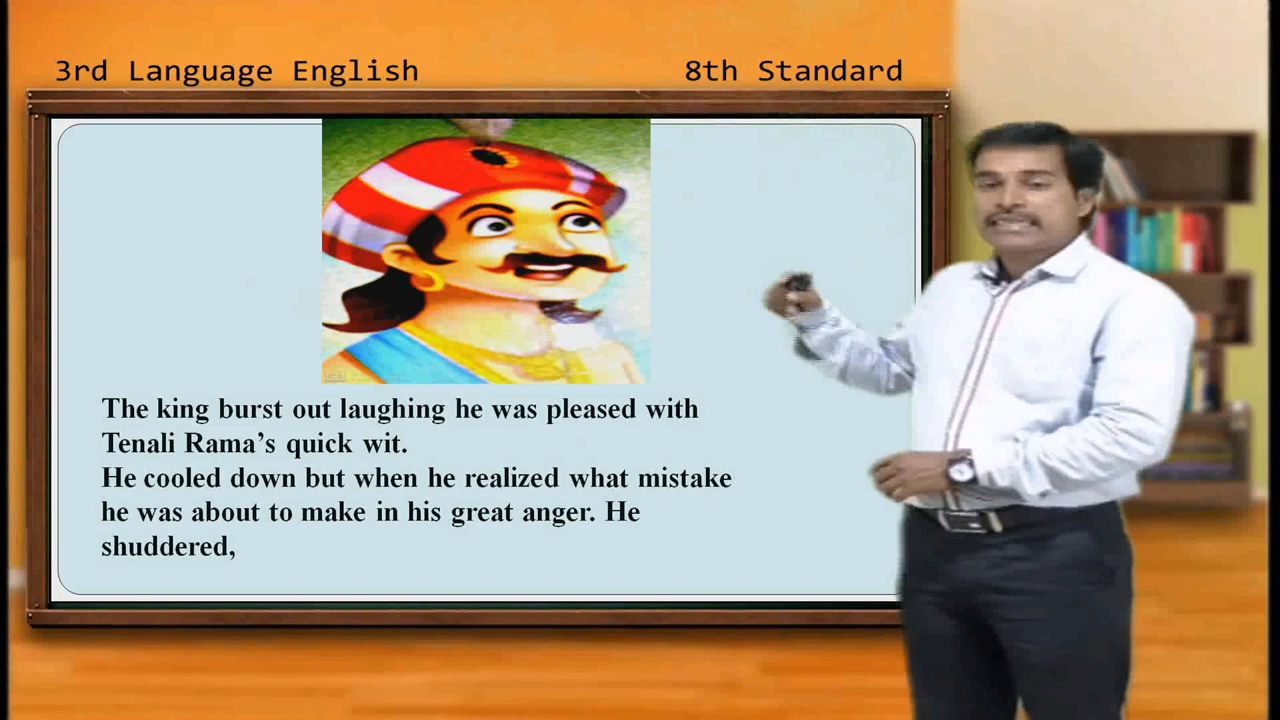 3rd Language English 8th Standard
The king burst out laughing he was pleased with
Tenali Rama’s quick wit.
He cooled down but when he realized what mistake
he was about to make in his great anger. He
shuddered,